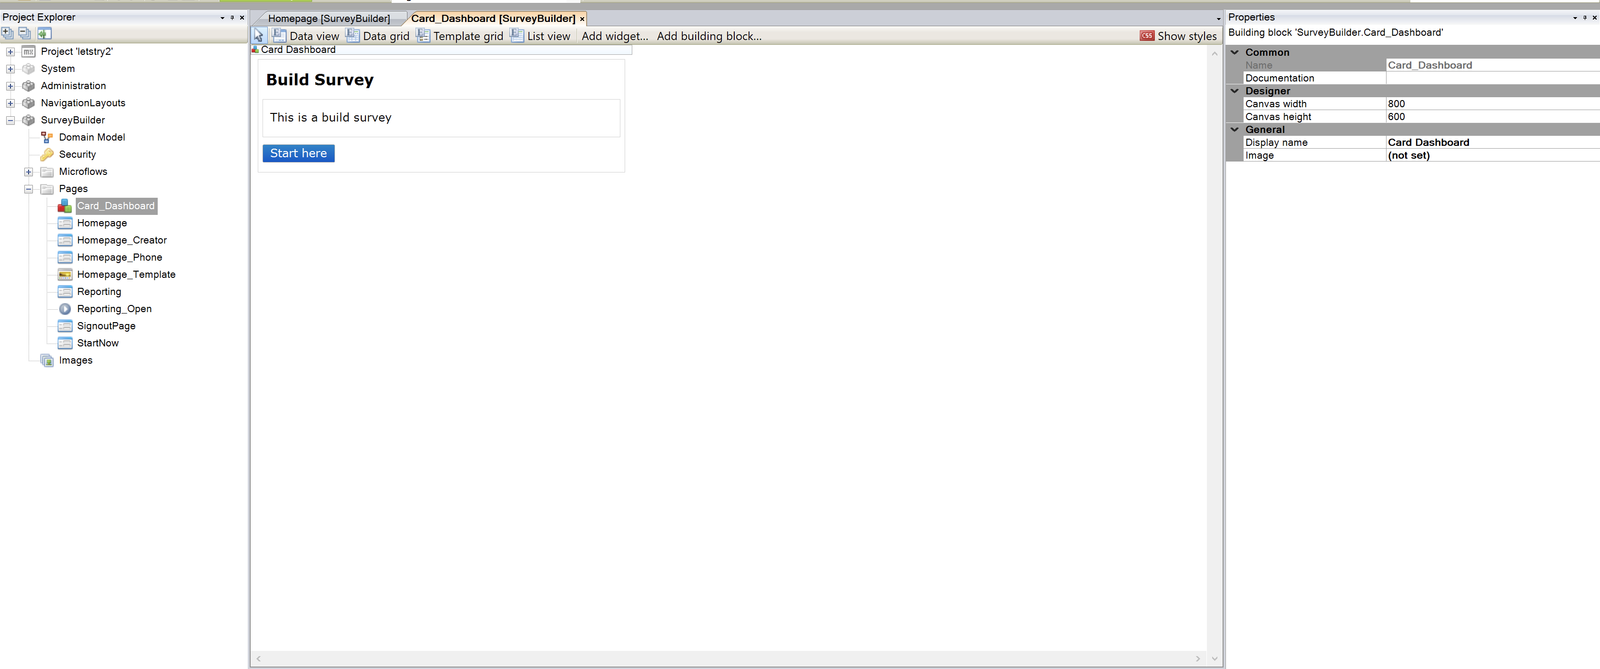 Project Explorer
Project 'letstry2'
System
Administration
NavigationLayouts
SurveyBuilder
Domain Model
Security
Microflows
Pages
Card_Dashboard
Homepage
Homepage_Creator
Homepage_Phone
Homepage_Template
Reporting
Reporting_Open
SignoutPage
StartNow
Images
Homepage [SurveyBuilder] Card_Dashboard [SurveyBuilder] ×
Data view Data grid Template grid List view Add widget... Add building block... CSS Show styles
Card Dashboard
Build Survey
This is a build survey
Start here
Properties
Building block 'SurveyBuilder.Card_Dashboard'
Common
Name Card_Dashboard
Documentation
Designer
Canvas width 800
Canvas height 600
General
Display name Card Dashboard
Image (not set)